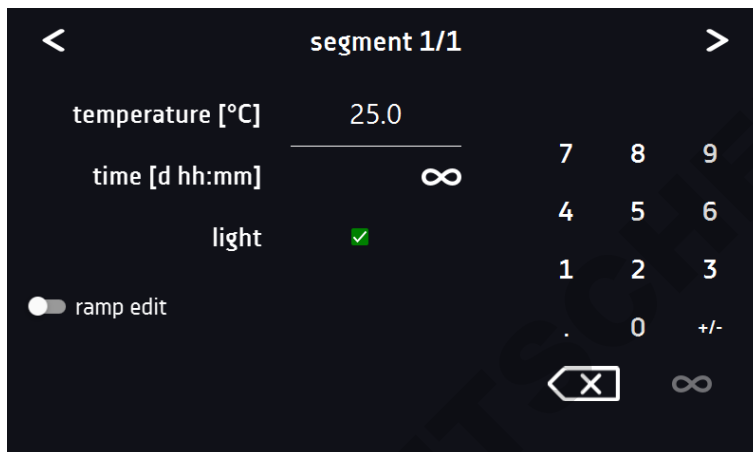 < segment 1/1 >
temperature [°C] 25.0
time [d hh:mm] ∞
light
ramp edit
7 8 9
4 5 6
1 2 3
. 0 +/-
∞